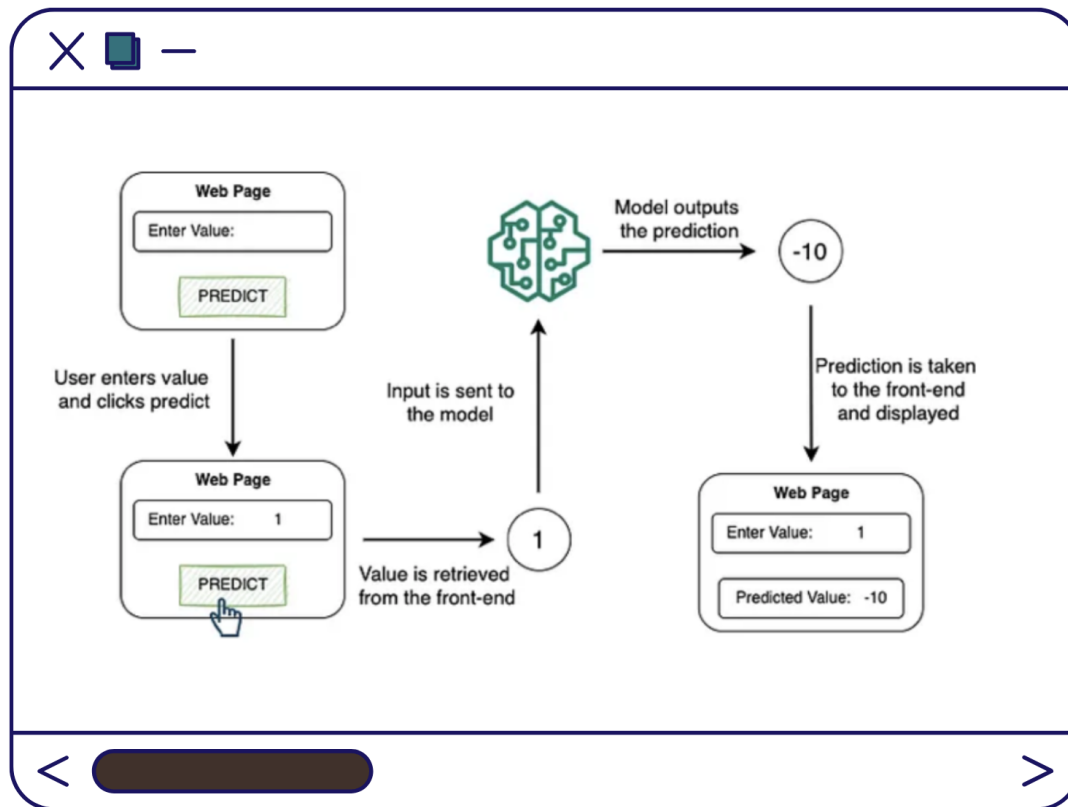 Web Page
Enter Value:
PREDICT
User enters value
and clicks predict
Web Page
Enter Value: 1
PREDICT
Value is retrieved
from the front-end
1
Input is sent to
the model
Model outputs
the prediction
-10
Prediction is taken
to the front-end
and displayed
Web Page
Enter Value: 1
Predicted Value: -10